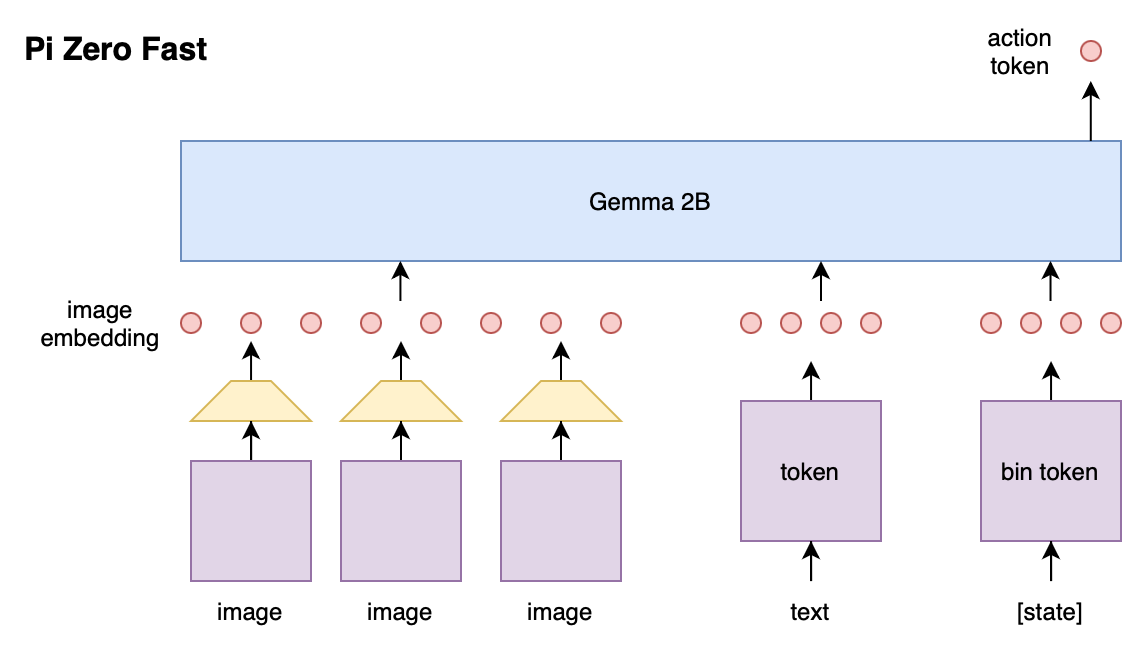 Pi Zero Fast
action
token
Gemma 2B
image
embedding
token
bin token
image
image
image
text
[state]